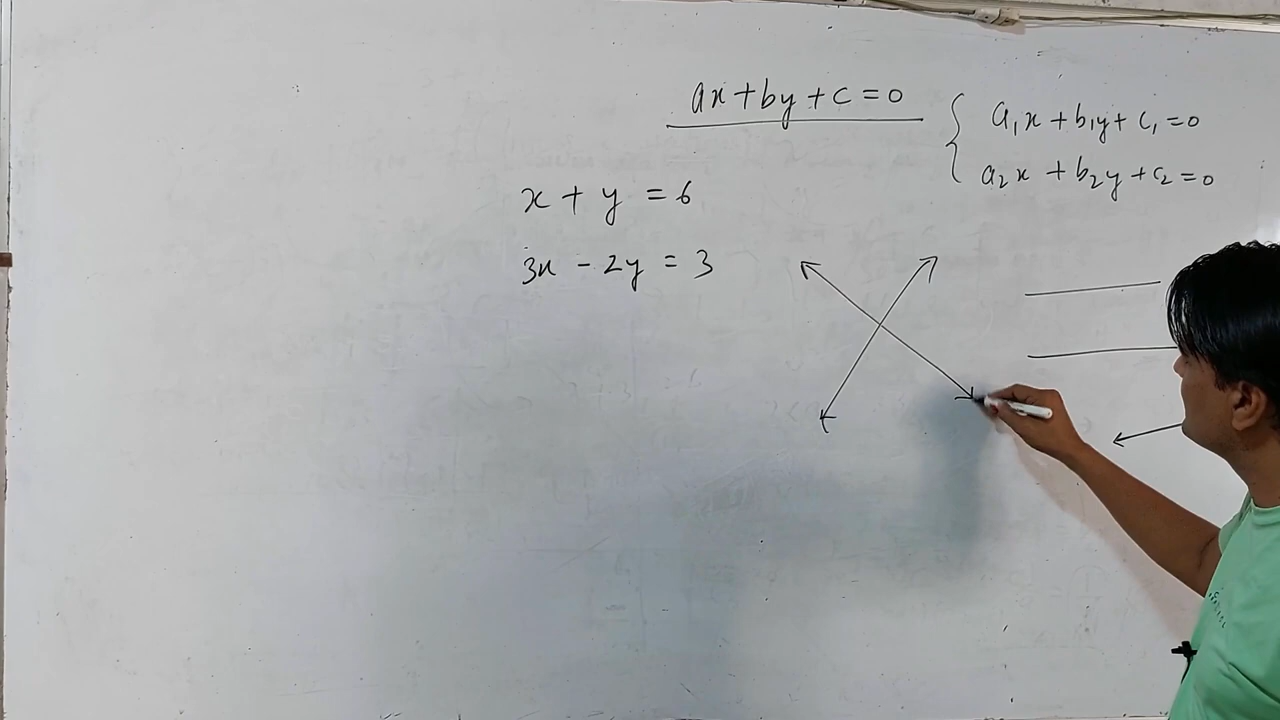 ax+by+c=0
a₁x+b₁y+c₁=0
a₂x+b₂y+c₂=0
x+y=6
3x-2y=3